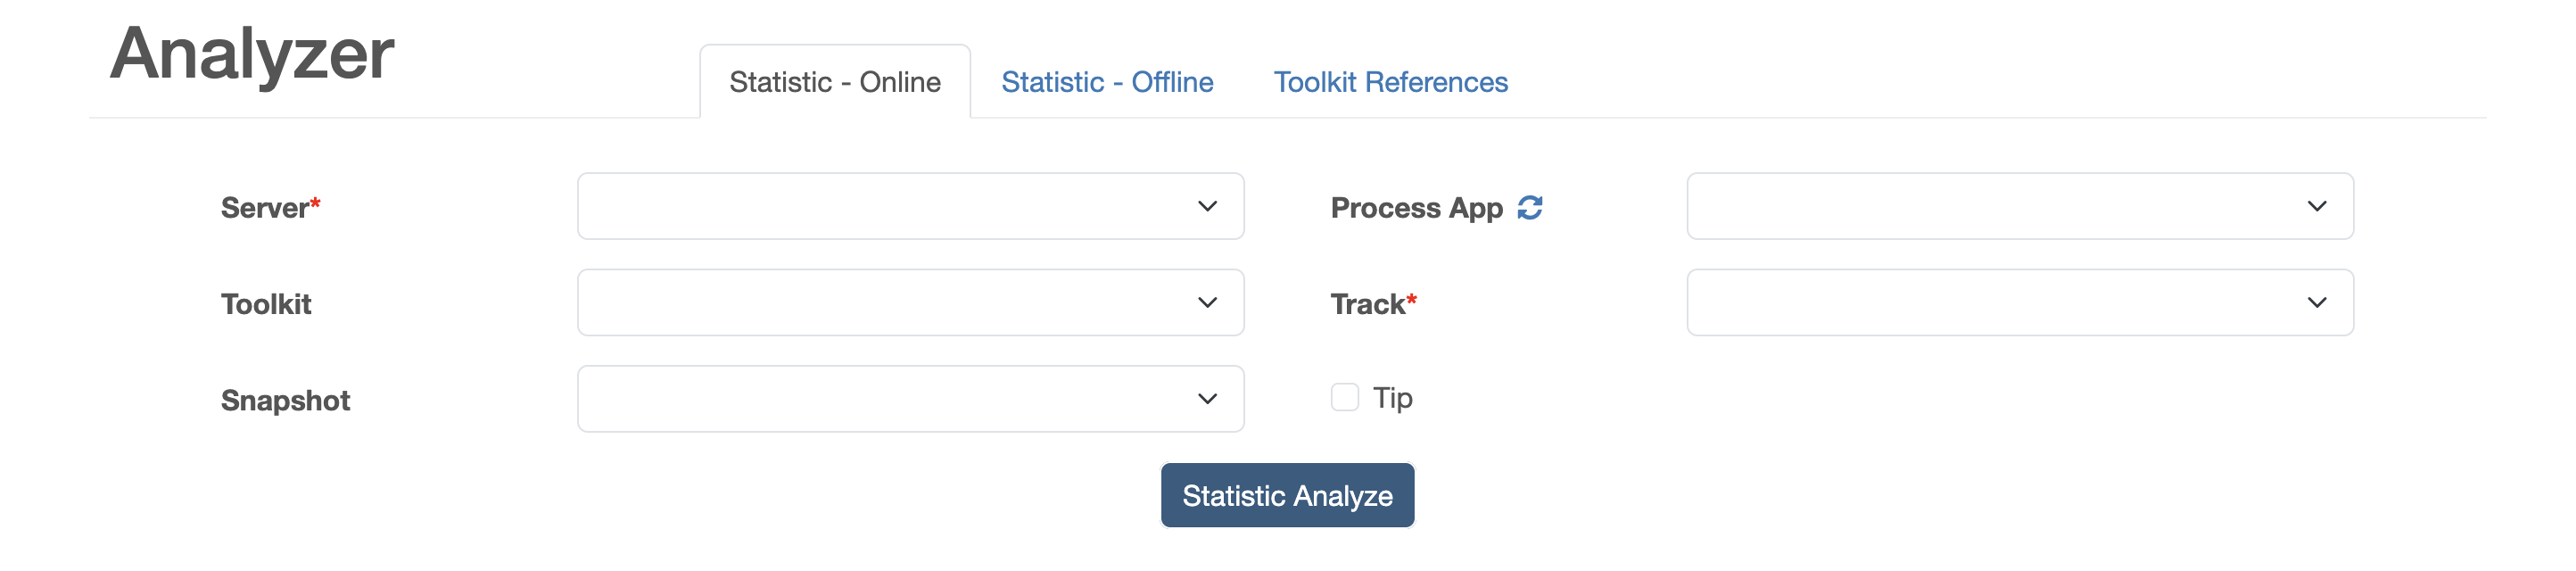 Analyzer
Statistic - Online
Statistic - Offline
Toolkit References
Server*
Process App
Toolkit
Track*
Snapshot
Tip
Statistic Analyze